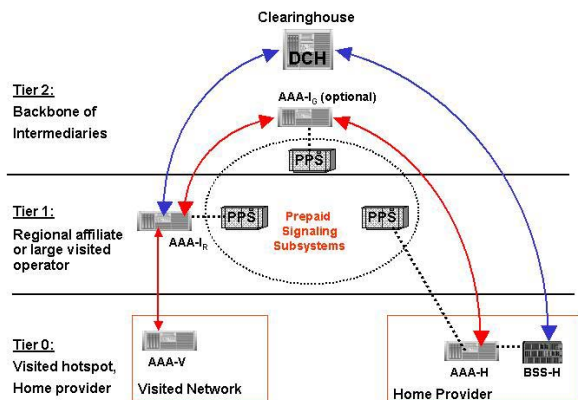 Clearinghouse
DCH
Tier 2:
Backbone of
Intermediaries
AAA-IG (optional)
PPS
Tier 1:
Regional affiliate
or large visited
operator
AAA-IR
PPS
Prepaid
Signaling
Subsystems
PPS
Tier 0:
Visited hotspot,
Home provider
AAA-V
Visited Network
AAA-H
BSS-H
Home Provider